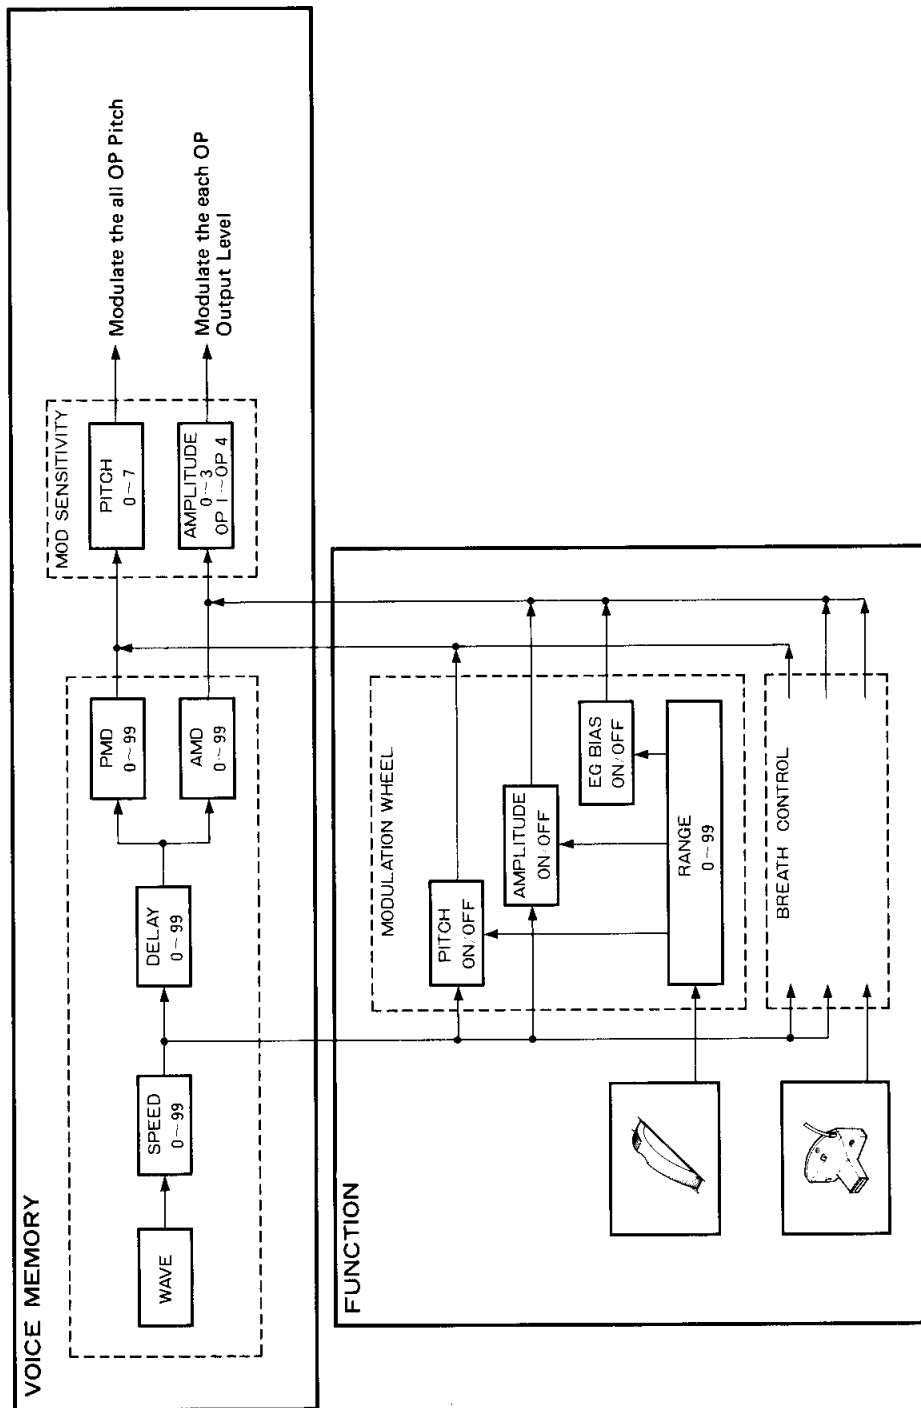 VOICE MEMORY
WAVE
SPEED
0~99
DELAY
0~99
PMD
0~99
AMD
0~99
MOD SENSITIVITY
PITCH
0~7
AMPLITUDE
0~3
OP 1~OP 4
Modulate the all OP Pitch
Modulate the each OP
Output Level
FUNCTION
MODULATION WHEEL
PITCH
ON/OFF
AMPLITUDE
ON/OFF
EG BIAS
ON/OFF
RANGE
0~99
BREATH CONTROL